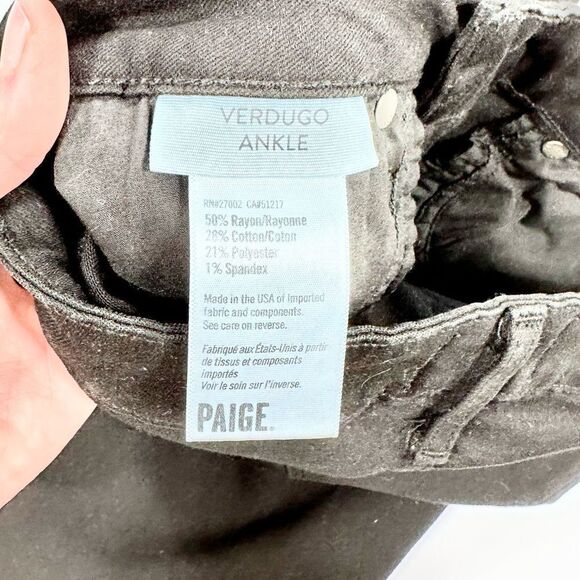 VERDUGO
ANKLE
RN#27002 CA#51217
50% Rayon/Rayonne
28% Cotton/Coton
21% Polyester
1% Spandex
Made in the USA of imported
fabric and components.
See care on reverse.
Fabriqué aux États-Unis à partir
de tissus et composants
importés
Voir le soin sur l'inverse.
PAIGE.